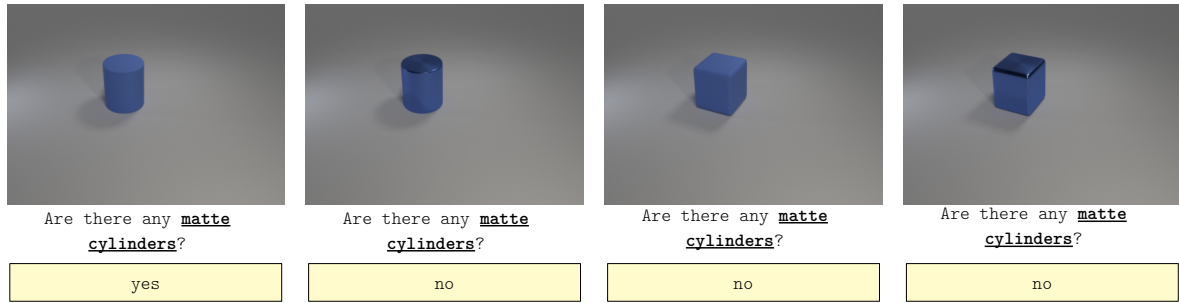 Are there any matte
cylinders?
yes
Are there any matte
cylinders?
no
Are there any matte
cylinders?
no
Are there any matte
cylinders?
no